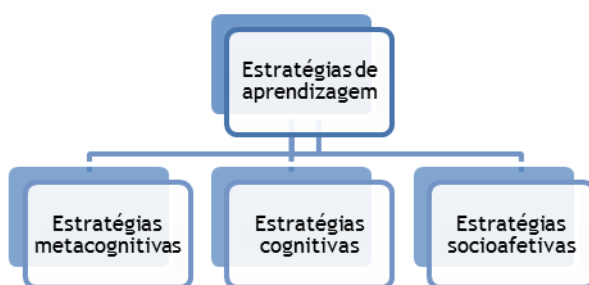 Estratégias de
aprendizagem
Estratégias
metacognitivas
Estratégias
cognitivas
Estratégias
socioafetivas